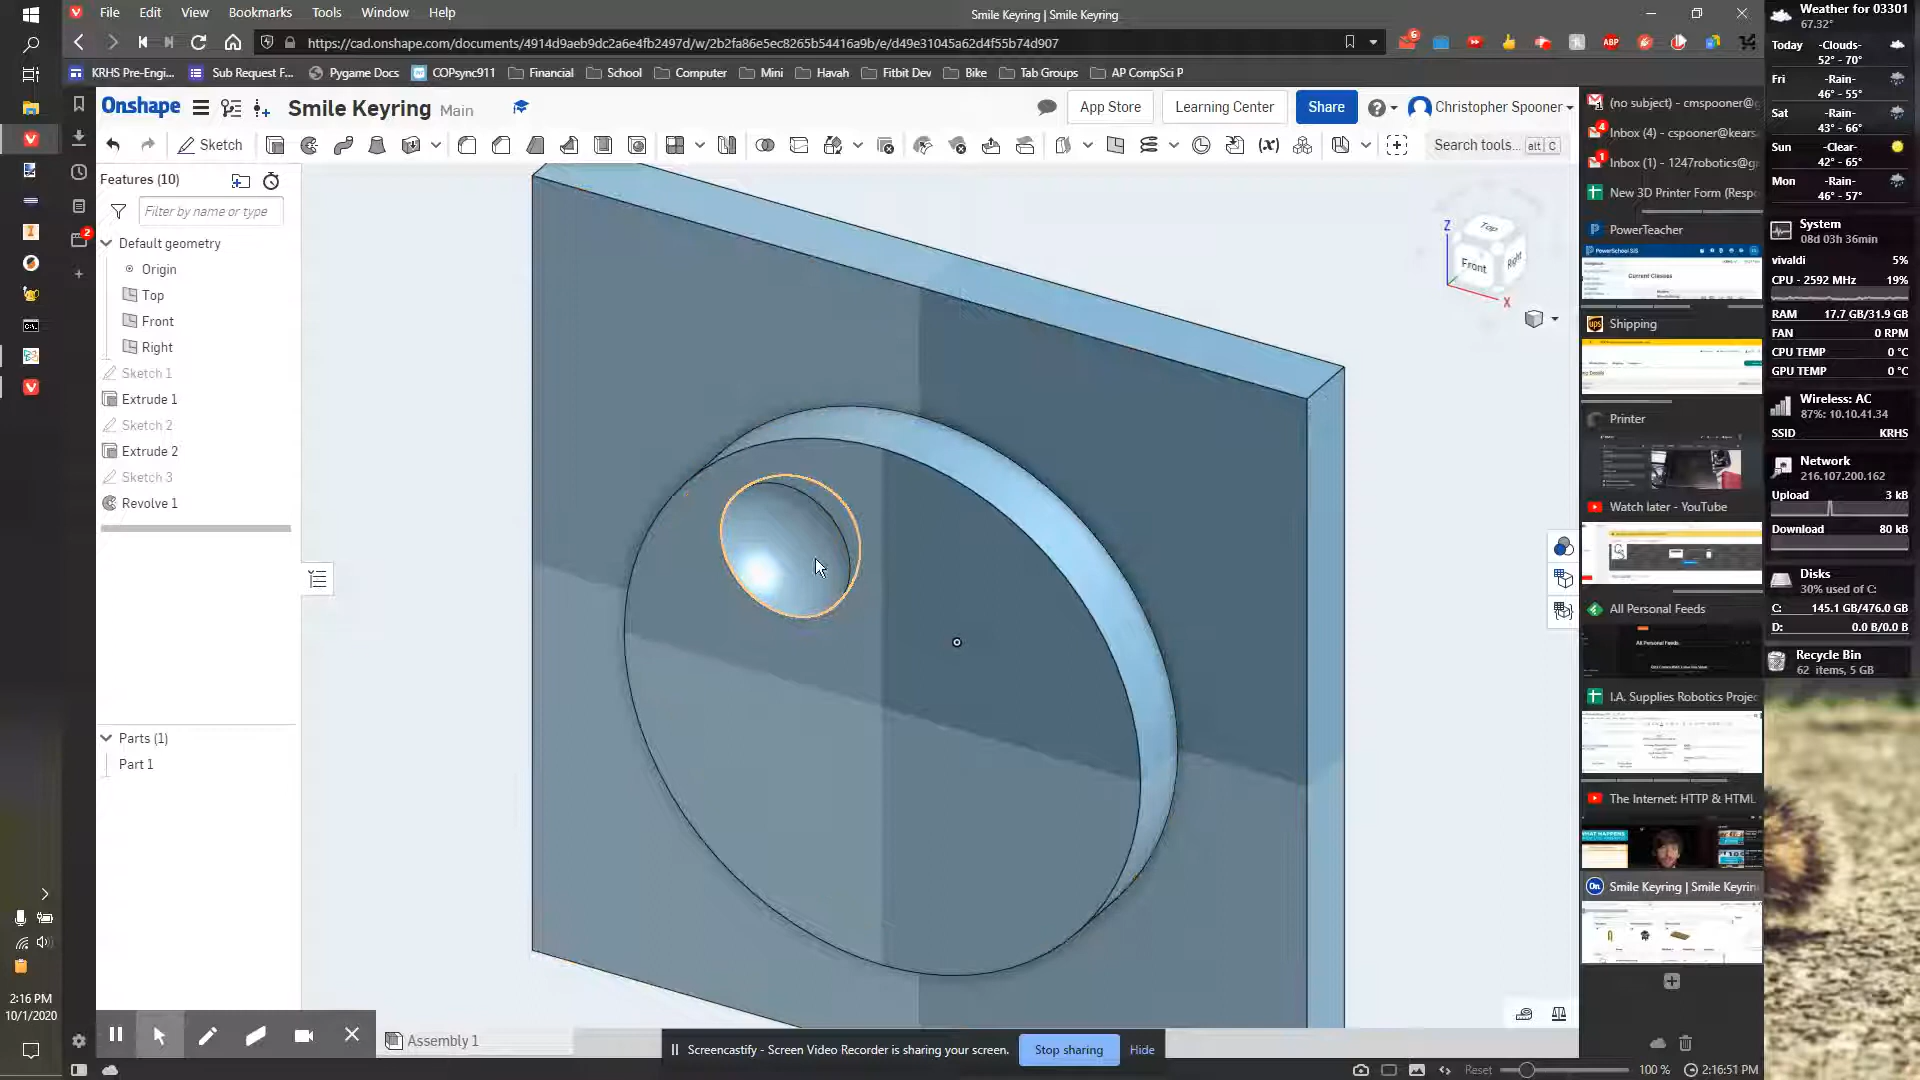 File Edit View Bookmarks Tools Window Help
Smile Keyring | Smile Keyring
https://cad.onshape.com/documents/4914d9aeb9dc2a6e4fb2497d/w/2b2fa86e5ec8265b54416a9b/e/d49e31045a62d4f55b74d907
6
ABP
KRHS Pre-Engi... Sub Request F... Pygame Docs COPsync911 Financial School Computer Mini Havah Fitbit Dev Bike Tab Groups AP CompSci P
Onshape Smile Keyring Main App Store Learning Center Share Christopher Spooner
Sketch Search tools... alt C
Features (10)
Filter by name or type
Default geometry
Origin
Top
Front
Right
Sketch 1
Extrude 1
Sketch 2
Extrude 2
Sketch 3
Revolve 1
Parts (1)
Part 1
Z
Top
Front
Right
X
2
2:16 PM
10/1/2020
Assembly 1
Screencastify - Screen Video Recorder is sharing your screen. Stop sharing Hide
Reset 100 % 2:16:51 PM
(no subject) - cmspooner@g
Inbox (4) - cspooner@kearsa
Inbox (1) - 1247robotics@g
New 3D Printer Form (Respo
PowerTeacher
PowerSchool SIS
Current Classes
Shipping
Printer
Watch later - YouTube
All Personal Feeds
I.A. Supplies Robotics Projec
The Internet: HTTP & HTML
Smile Keyring | Smile Keyrin
Weather for 03301
67.32°
Today -Clouds-
52° - 70°
Fri -Rain-
46° - 55°
Sat -Rain-
43° - 66°
Sun -Clear-
42° - 65°
Mon -Rain-
46° - 57°
System
08d 03h 36min
vivaldi 5%
CPU - 2592 MHz 19%
RAM 17.7 GB/31.9 GB
FAN 0 RPM
CPU TEMP 0 °C
GPU TEMP 0 °C
Wireless: AC
87%: 10.10.41.34
SSID KRHS
Network
216.107.200.162
Upload 3 kB
Download 80 kB
Disks
30% used of C:
C: 145.1 GB/476.0 GB
D: 0.0 B/0.0 B
Recycle Bin
62 items, 5 GB